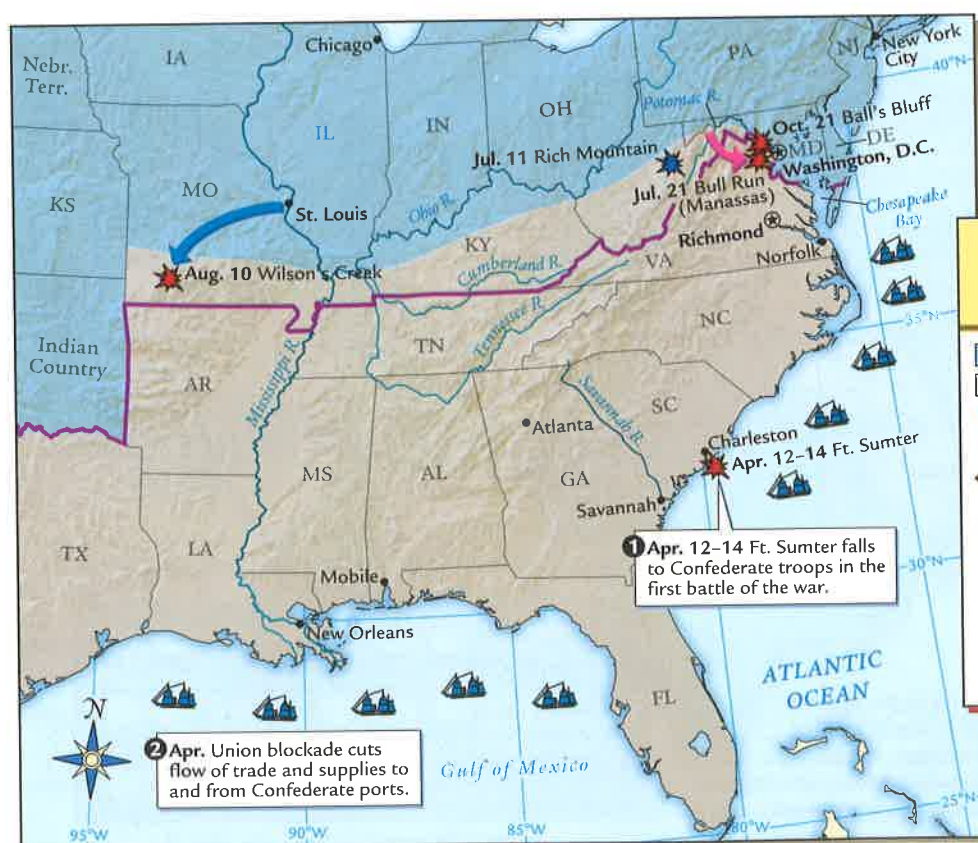 Chicago
Nebr.
Terr.
IA
IL
IN
OH
PA
NJ
New York
City
40°N
Potomac R.
Oct. 21 Ball's Bluff
MD
DE
Washington, D.C.
Jul. 11 Rich Mountain
Jul. 21 Bull Run
(Manassas)
Chesapeake
Bay
KS
MO
St. Louis
Ohio R.
KY
Richmond
Norfolk
VA
Aug. 10 Wilson's Creek
Cumberland R.
Tennessee R.
35°N
Indian
Country
AR
TN
NC
Mississippi R.
Savannah R.
SC
Atlanta
Charleston
Apr. 12–14 Ft. Sumter
MS
AL
GA
Savannah
TX
LA
1 Apr. 12–14 Ft. Sumter falls
to Confederate troops in the
first battle of the war.
30°N
Mobile
New Orleans
ATLANTIC
OCEAN
FL
N
2 Apr. Union blockade cuts
flow of trade and supplies to
and from Confederate ports.
Gulf of Mexico
95°W
90°W
85°W
80°W
25°N